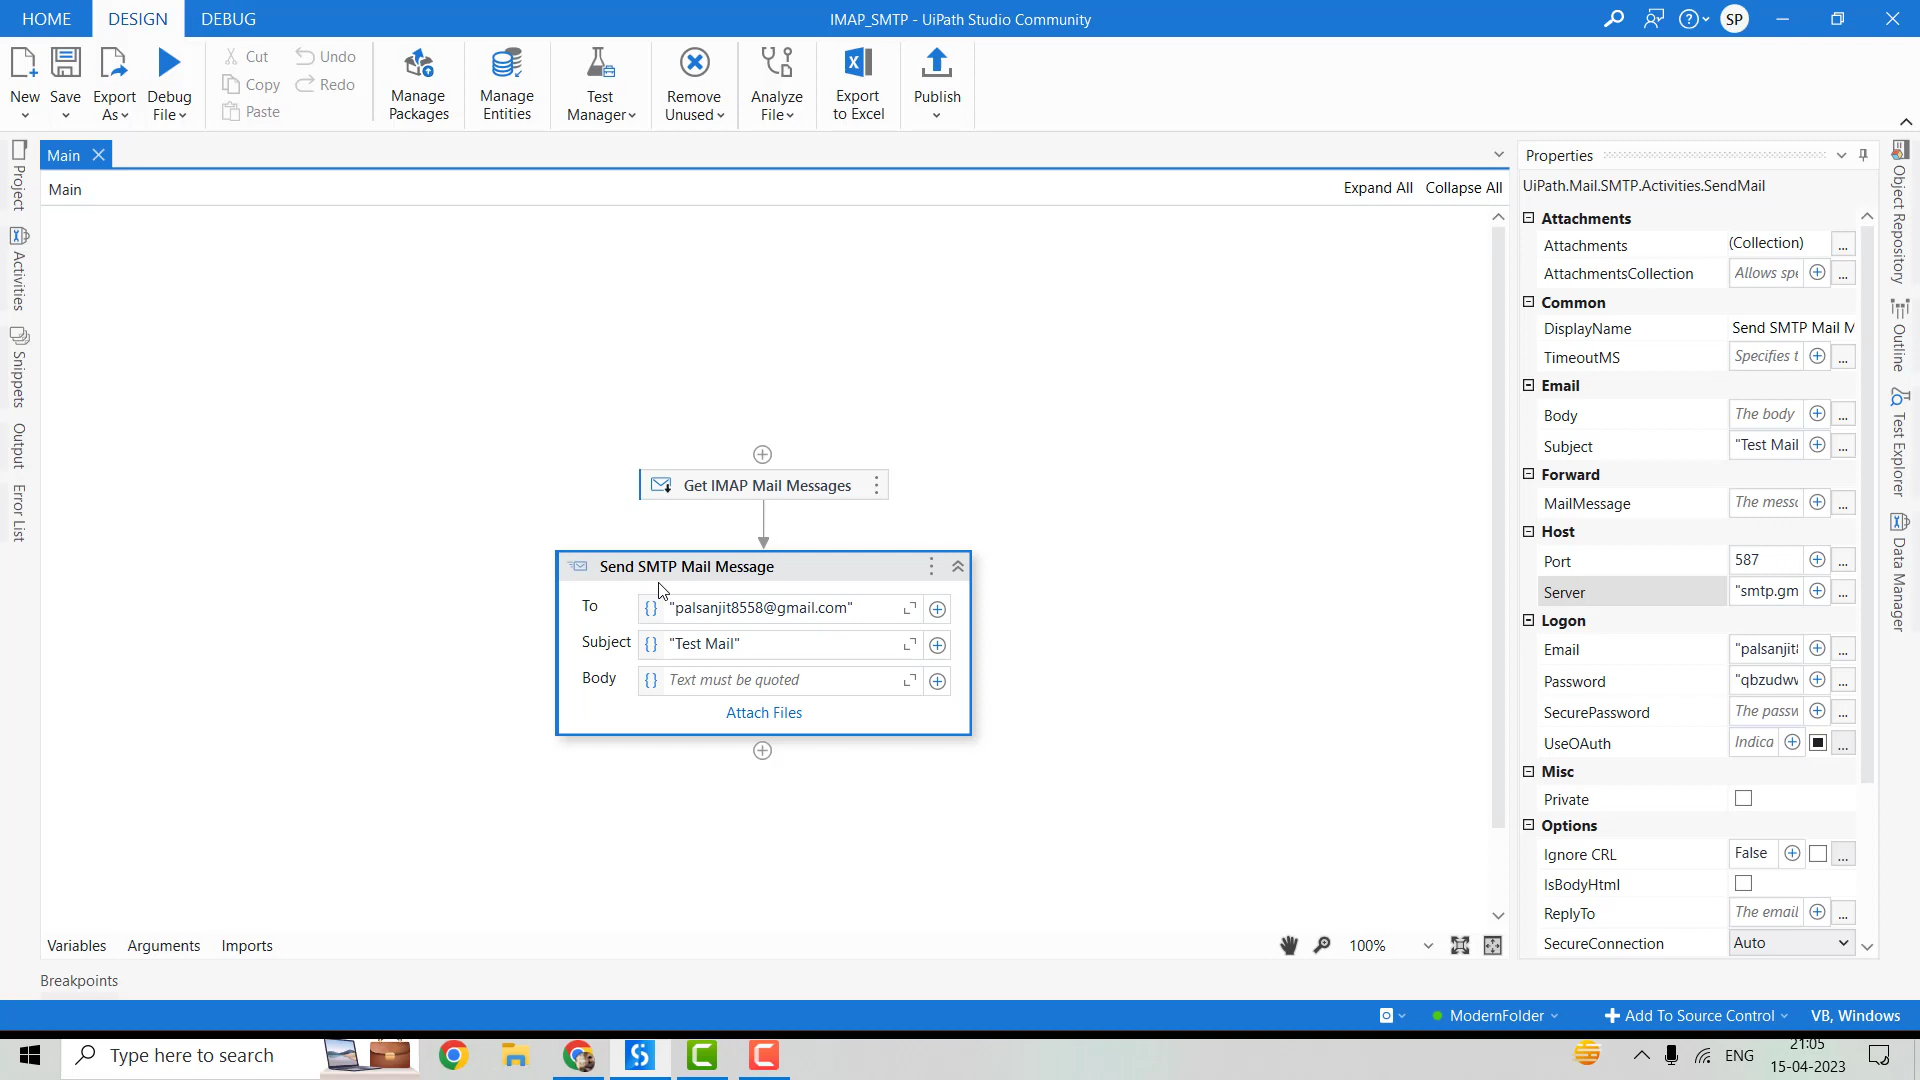 HOME DESIGN DEBUG IMAP_SMTP - UiPath Studio Community SP
New Save Export As Debug File Cut Copy Paste Undo Redo Manage Packages Manage Entities Test Manager Remove Unused Analyze File Export to Excel Publish
Main
Main Expand All Collapse All
Project
Activities
Snippets
Output
Error List
Get IMAP Mail Messages
Send SMTP Mail Message
To "palsanjit8558@gmail.com"
Subject "Test Mail"
Body Text must be quoted
Attach Files
Properties
UiPath.Mail.SMTP.Activities.SendMail
Attachments
Attachments (Collection) ...
AttachmentsCollection Allows spe ...
Common
DisplayName Send SMTP Mail M
TimeoutMS Specifies t ...
Email
Body The body ...
Subject "Test Mail ...
Forward
MailMessage The messa ...
Host
Port 587 ...
Server "smtp.gm ...
Logon
Email "palsanjit ...
Password "qbzudwv ...
SecurePassword The passw ...
UseOAuth Indica ...
Misc
Private
Options
Ignore CRL False ...
IsBodyHtml
ReplyTo The email ...
SecureConnection Auto
Object Repository
Outline
Test Explorer
Data Manager
Variables Arguments Imports 100%
Breakpoints
ModernFolder Add To Source Control VB, Windows
Type here to search ENG 21:05
15-04-2023